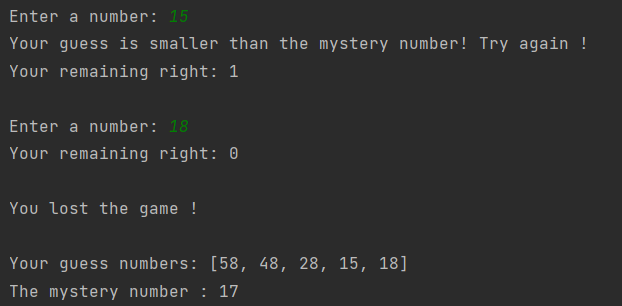 Enter a number: 15
Your guess is smaller than the mystery number! Try again !
Your remaining right: 1
Enter a number: 18
Your remaining right: 0
You lost the game !
Your guess numbers: [58, 48, 28, 15, 18]
The mystery number : 17